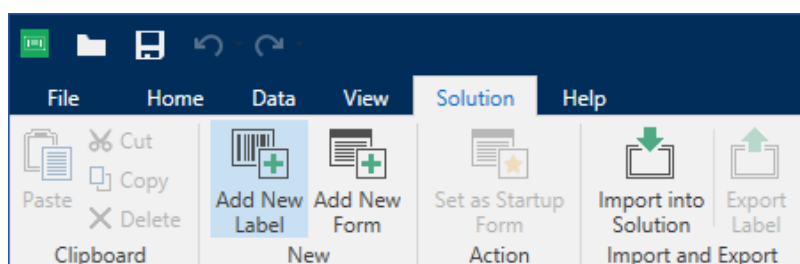 File Home Data View Solution Help
Cut
Copy
Delete
Paste
Add New Label
Add New Form
Set as Startup Form
Import into Solution
Export Label
Clipboard New Action Import and Export